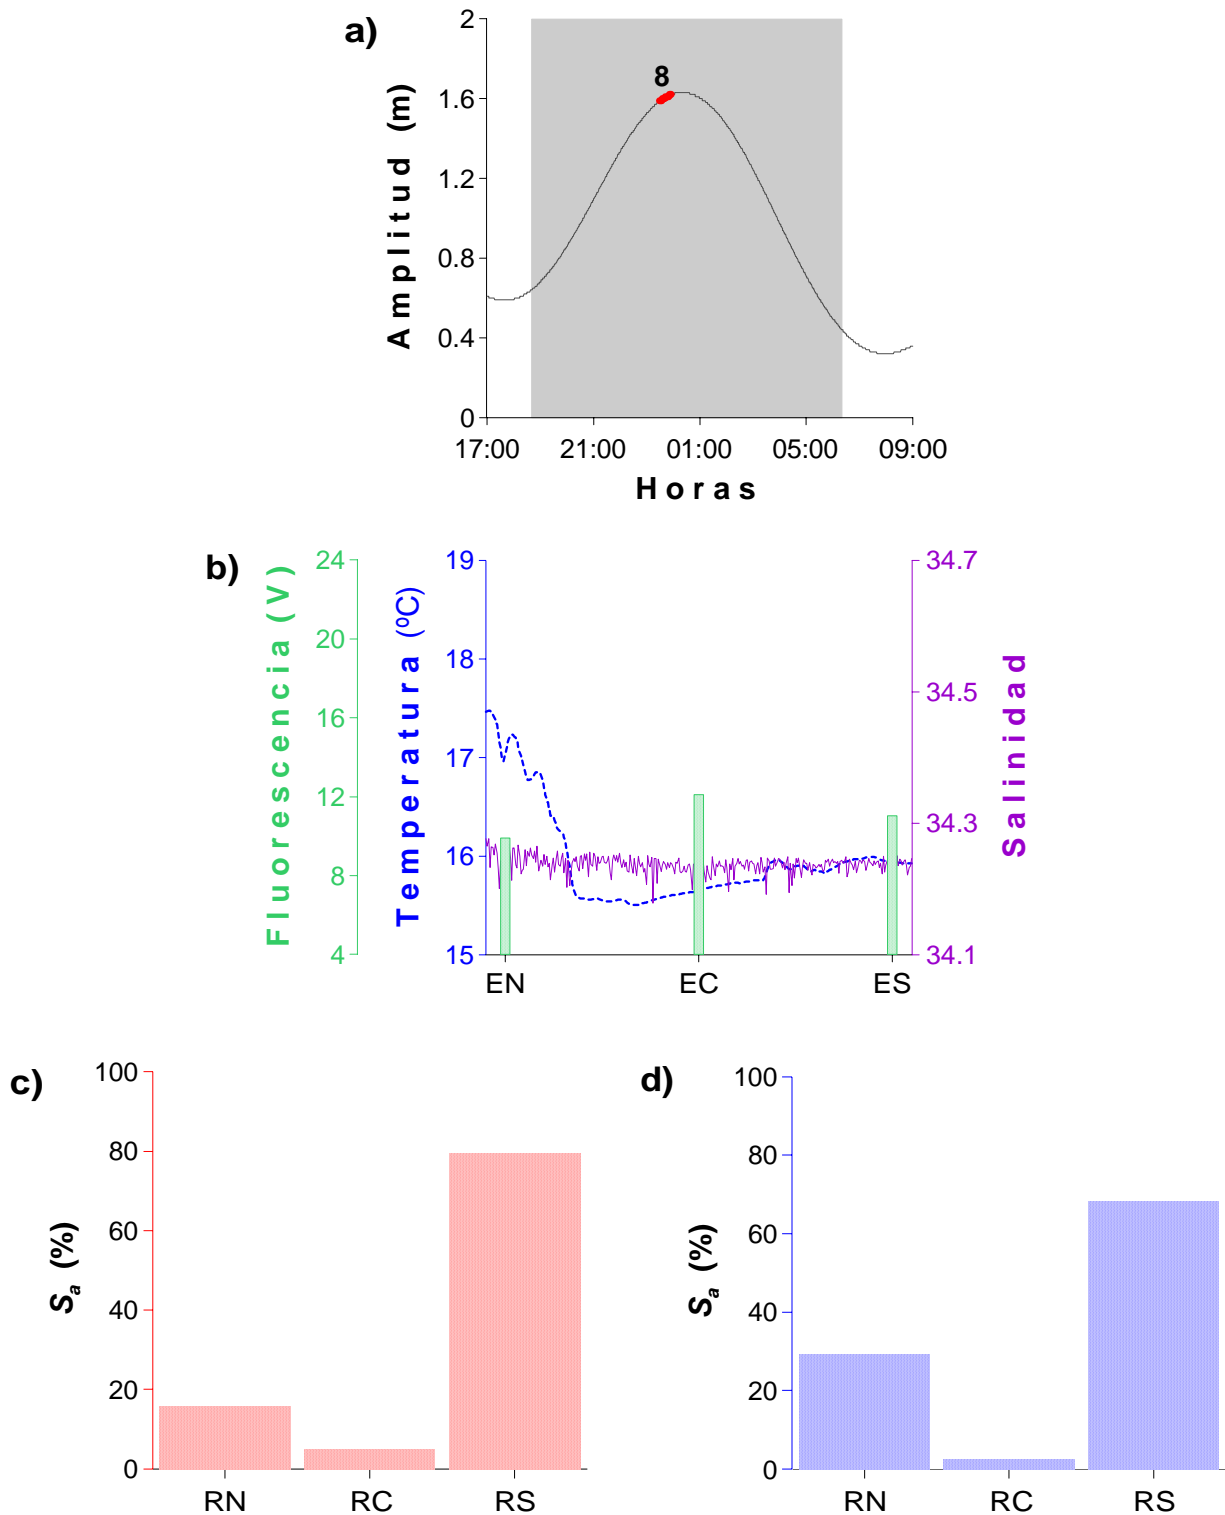 a)
Amplitud (m)
2
1.6
1.2
0.8
0.4
0
8
17:00 21:00 01:00 05:00 09:00
Horas
b)
Fluorescencia (V)
24
20
16
12
8
4
Temperatura (ºC)
19
18
17
16
15
34.7
34.5
34.3
34.1
Salinidad
EN EC ES
c)
Sa (%)
100
80
60
40
20
0
RN RC RS
d)
Sa (%)
100
80
60
40
20
0
RN RC RS